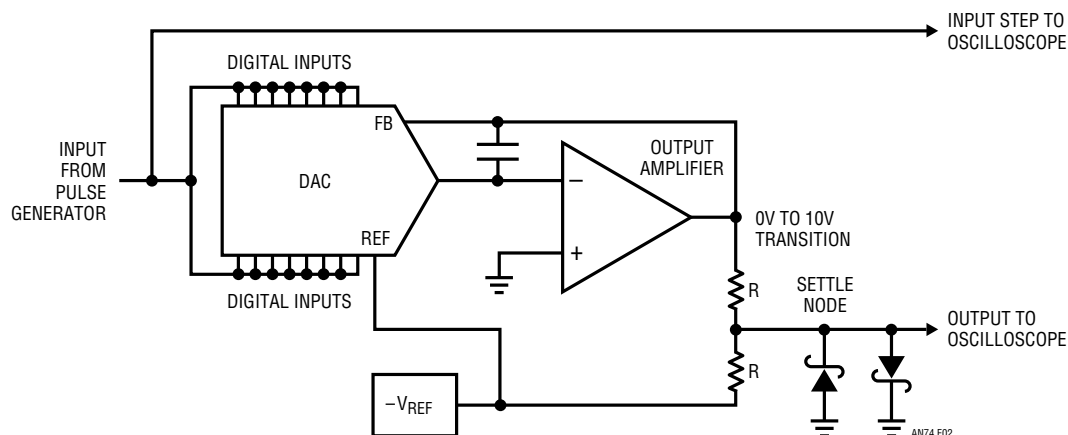 INPUT STEP TO
OSCILLOSCOPE
DIGITAL INPUTS
FB
INPUT
FROM
PULSE
GENERATOR
DAC
OUTPUT
AMPLIFIER
−
+
REF
0V TO 10V
TRANSITION
R
SETTLE
NODE
DIGITAL INPUTS
OUTPUT TO
OSCILLOSCOPE
R
−VREF
AN74 F02